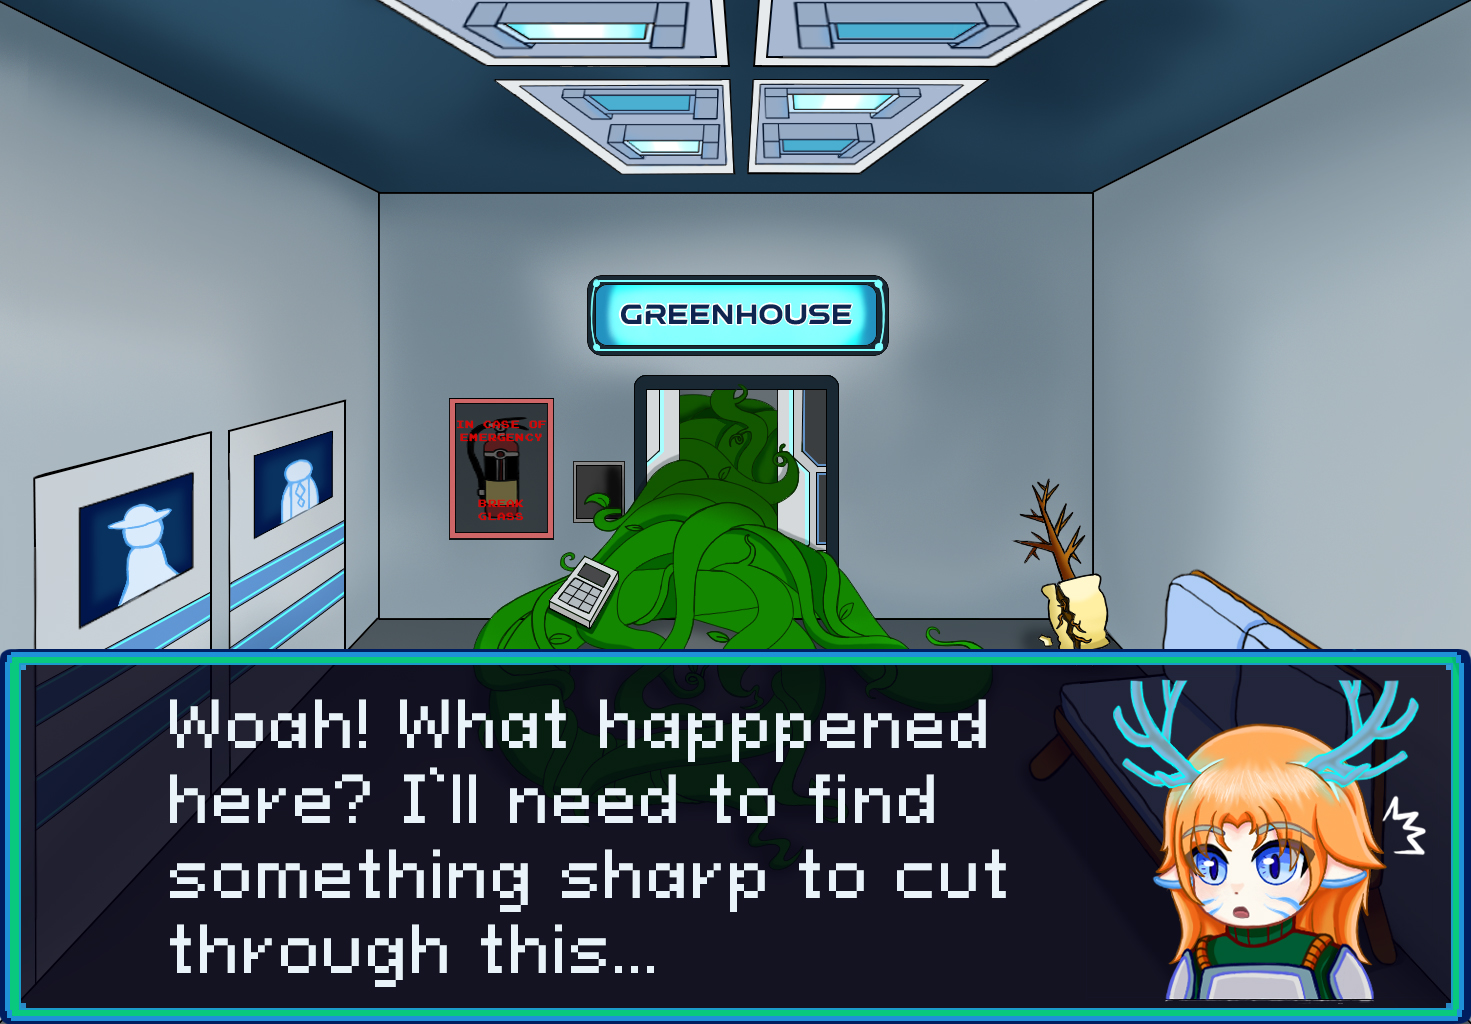 GREENHOUSE
IN CASE OF
EMERGENCY
BREAK
GLASS
Woah! What happpened
here? I`ll need to find
something sharp to cut
through this...